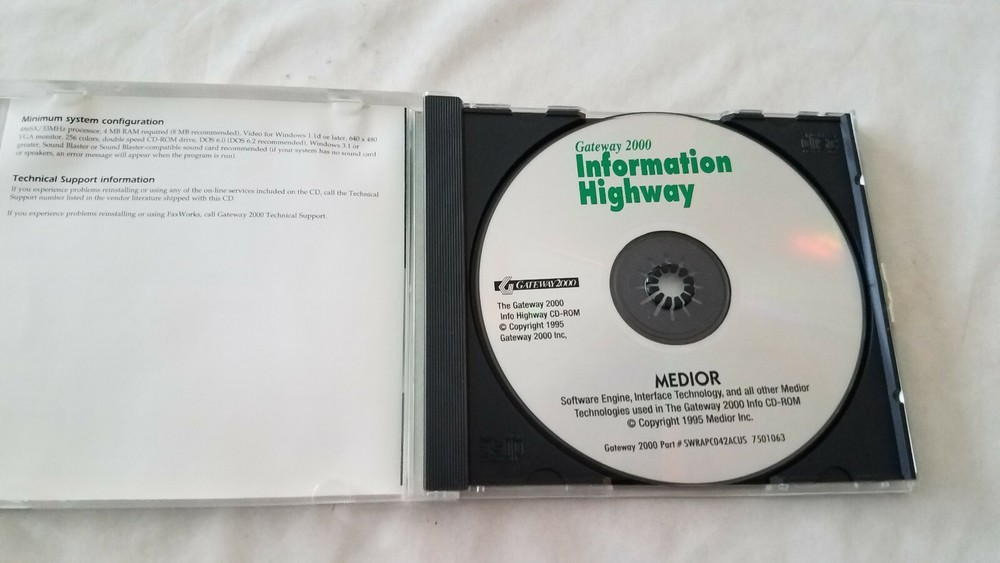 Minimum system configuration
486SX/33MHz processor, 4 MB RAM required (8 MB recommended), Video for Windows 1.1d or later, 640 x 480
VGA monitor, 256 colors, double speed CD-ROM drive, DOS 6.0 (DOS 6.2 recommended), Windows 3.1 or
greater, Sound Blaster or Sound Blaster-compatible sound card recommended (if your system has no sound card
or speakers, an error message will appear when the program is run).
Technical Support information
If you experience problems reinstalling or using any of the on-line services included on the CD, call the Technical
Support number listed in the vendor literature shipped with this CD.
If you experience problems reinstalling or using FaxWorks, call Gateway 2000 Technical Support.
Gateway 2000
Information
Highway
GATEWAY2000
The Gateway 2000
Info Highway CD-ROM
© Copyright 1995
Gateway 2000 Inc.
MEDIOR
Software Engine, Interface Technology, and all other Medior
Technologies used in The Gateway 2000 Info CD-ROM
© Copyright 1995 Medior Inc.
Gateway 2000 Part # SWRAPC042ACUS 7501063